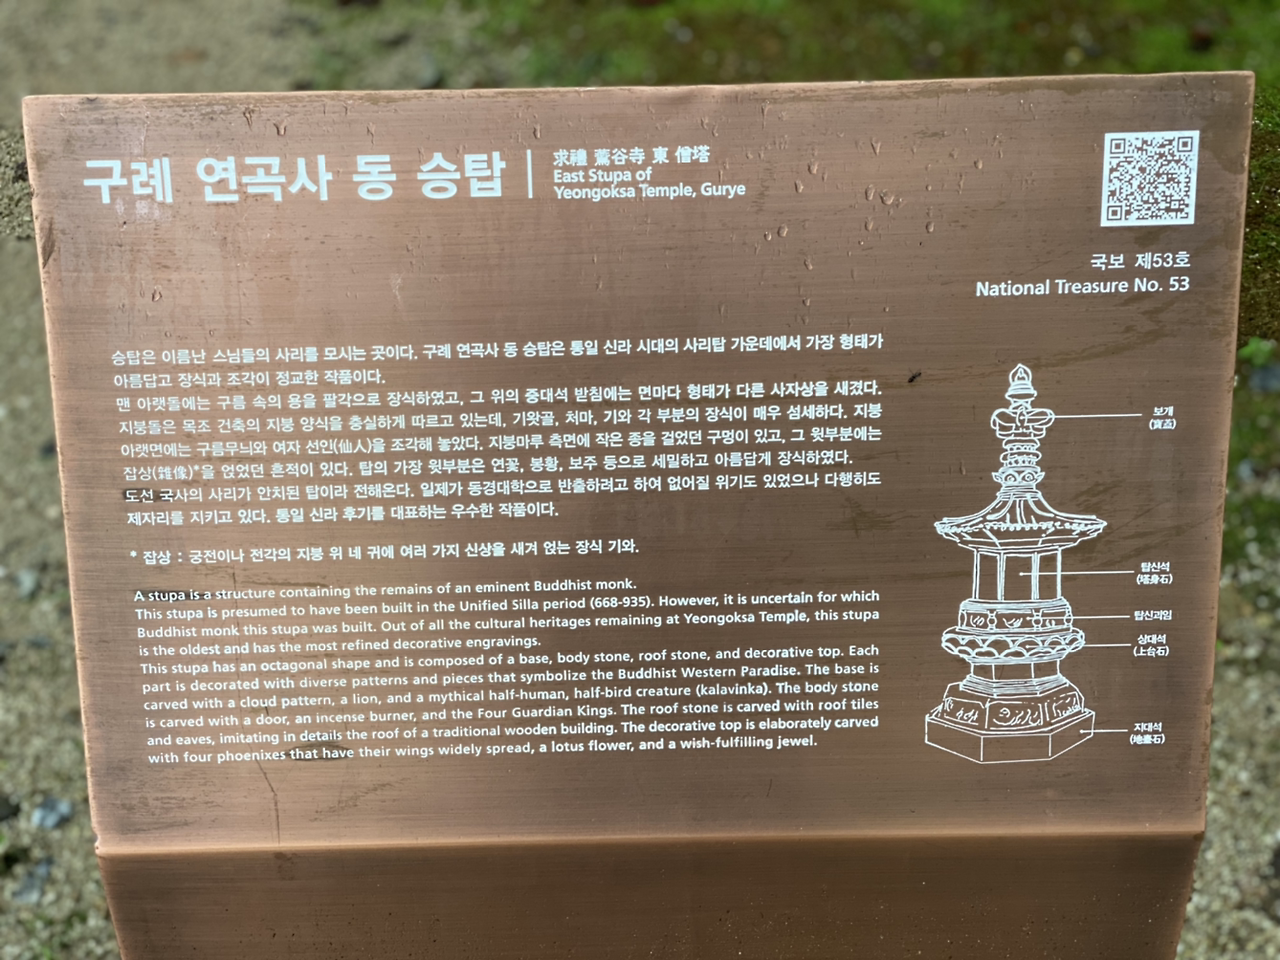 구례 연곡사 동 승탑
求禮 鷰谷寺 東 僧塔
East Stupa of
Yeongoksa Temple, Gurye
국보 제53호
National Treasure No. 53
승탑은 이름난 스님들의 사리를 모시는 곳이다. 구례 연곡사 동 승탑은 통일 신라 시대의 사리탑 가운데에서 가장 형태가
아름답고 장식과 조각이 정교한 작품이다.
맨 아랫돌에는 구름 속의 용을 팔각으로 장식하였고, 그 위의 중대석 받침에는 면마다 형태가 다른 사자상을 새겼다.
지붕돌은 목조 건축의 지붕 양식을 충실하게 따르고 있는데, 기왓골, 처마, 기와 각 부분의 장식이 매우 섬세하다. 지붕
아랫면에는 구름무늬와 여자 선인(仙人)을 조각해 놓았다. 지붕마루 측면에 작은 종을 걸었던 구멍이 있고, 그 윗부분에는
잡상(雜像)*을 얹었던 흔적이 있다. 탑의 가장 윗부분은 연꽃, 봉황, 보주 등으로 세밀하고 아름답게 장식하였다.
도선 국사의 사리가 안치된 탑이라 전해온다. 일제가 동경대학으로 반출하려고 하여 없어질 위기도 있었으나 다행히도
제자리를 지키고 있다. 통일 신라 후기를 대표하는 우수한 작품이다.
* 잡상 : 궁전이나 전각의 지붕 위 네 귀에 여러 가지 신상을 새겨 얹는 장식 기와.
A stupa is a structure containing the remains of an eminent Buddhist monk.
This stupa is presumed to have been built in the Unified Silla period (668-935). However, it is uncertain for which
Buddhist monk this stupa was built. Out of all the cultural heritages remaining at Yeongoksa Temple, this stupa
is the oldest and has the most refined decorative engravings.
This stupa has an octagonal shape and is composed of a base, body stone, roof stone, and decorative top. Each
part is decorated with diverse patterns and pieces that symbolize the Buddhist Western Paradise. The base is
carved with a cloud pattern, a lion, and a mythical half-human, half-bird creature (kalavinka). The body stone
is carved with a door, an incense burner, and the Four Guardian Kings. The roof stone is carved with roof tiles
and eaves, imitating in details the roof of a traditional wooden building. The decorative top is elaborately carved
with four phoenixes that have their wings widely spread, a lotus flower, and a wish-fulfilling jewel.
보개
(寶蓋)
탑신석
(塔身石)
탑신괴임
상대석
(上台石)
지대석
(地臺石)